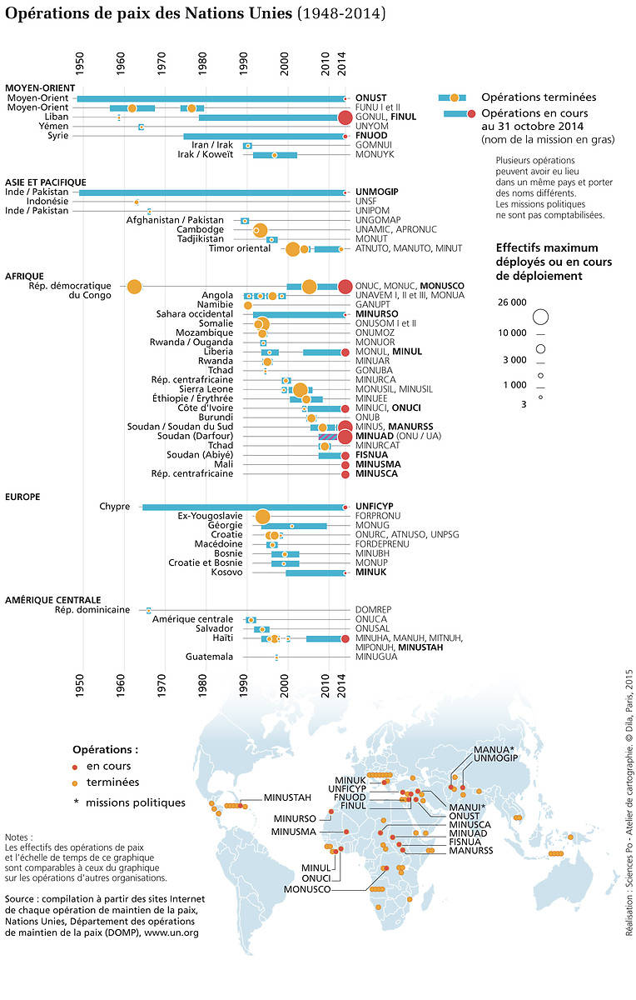 Opérations de paix des Nations Unies (1948-2014)
1950 1960 1970 1980 1990 2000 2010 2014
MOYEN-ORIENT
Moyen-Orient ONUST
Moyen-Orient FUNU I et II
Liban GONUL, FINUL
Yémen UNYOM
Syrie FNUOD
Iran / Irak GOMNUI
Irak / Koweït MONUYK
Opérations terminées
Opérations en cours
au 31 octobre 2014
(nom de la mission en gras)
Plusieurs opérations
peuvent avoir eu lieu
dans un même pays et porter
des noms différents.
Les missions politiques
ne sont pas comptabilisées.
ASIE ET PACIFIQUE
Inde / Pakistan UNMOGIP
Indonésie UNSF
Inde / Pakistan UNIPOM
Afghanistan / Pakistan UNGOMAP
Cambodge UNAMIC, APRONUC
Tadjikistan MONUT
Timor oriental ATNUTO, MANUTO, MINUT
Effectifs maximum
déployés ou en cours
de déploiement
26 000
10 000
3 000
1 000
3
AFRIQUE
Rép. démocratique ONUC, MONUC, MONUSCO
du Congo
Angola UNAVEM I, II et III, MONUA
Namibie GANUPT
Sahara occidental MINURSO
Somalie ONUSOM I et II
Mozambique ONUMOZ
Rwanda / Ouganda MONUOR
Liberia MONUL, MINUL
Rwanda MINUAR
Tchad GONUBA
Rép. centrafricaine MINURCA
Sierra Leone MONUSIL, MINUSIL
Éthiopie / Érythrée MINUEE
Côte d'Ivoire MINUCI, ONUCI
Burundi ONUB
Soudan / Soudan du Sud MINUS, MANURSS
Soudan (Darfour) MINUAD (ONU / UA)
Tchad MINURCAT
Soudan (Abiyé) FISNUA
Mali MINUSMA
Rép. centrafricaine MINUSCA
EUROPE
Chypre UNFICYP
Ex-Yougoslavie FORPRONU
Géorgie MONUG
Croatie ONURC, ATNUSO, UNPSG
Macédoine FORDEPRENU
Bosnie MINUBH
Croatie et Bosnie MONUP
Kosovo MINUK
AMÉRIQUE CENTRALE
Rép. dominicaine DOMREP
Amérique centrale ONUCA
Salvador ONUSAL
Haïti MINUHA, MANUH, MITNUH,
MIPONUH, MINUSTAH
Guatemala MINUGUA
1950 1960 1970 1980 1990 2000 2010 2014
Opérations :
en cours
terminées
* missions politiques
MINUSTAH
MINURSO
MINUSMA
MINUL
ONUCI
MONUSCO
MINUK
UNFICYP
FNUOD
FINUL
MANUA*
UNMOGIP
MANUI*
ONUST
MINUSCA
MINUAD
FISNUA
MANURSS
Notes :
Les effectifs des opérations de paix
et l'échelle de temps de ce graphique
sont comparables à ceux du graphique
sur les opérations d'autres organisations.
Source : compilation à partir des sites Internet
de chaque opération de maintien de la paix,
Nations Unies, Département des opérations
de maintien de la paix (DOMP), www.un.org
Réalisation : Sciences Po - Atelier de cartographie. © Dila, Paris, 2015